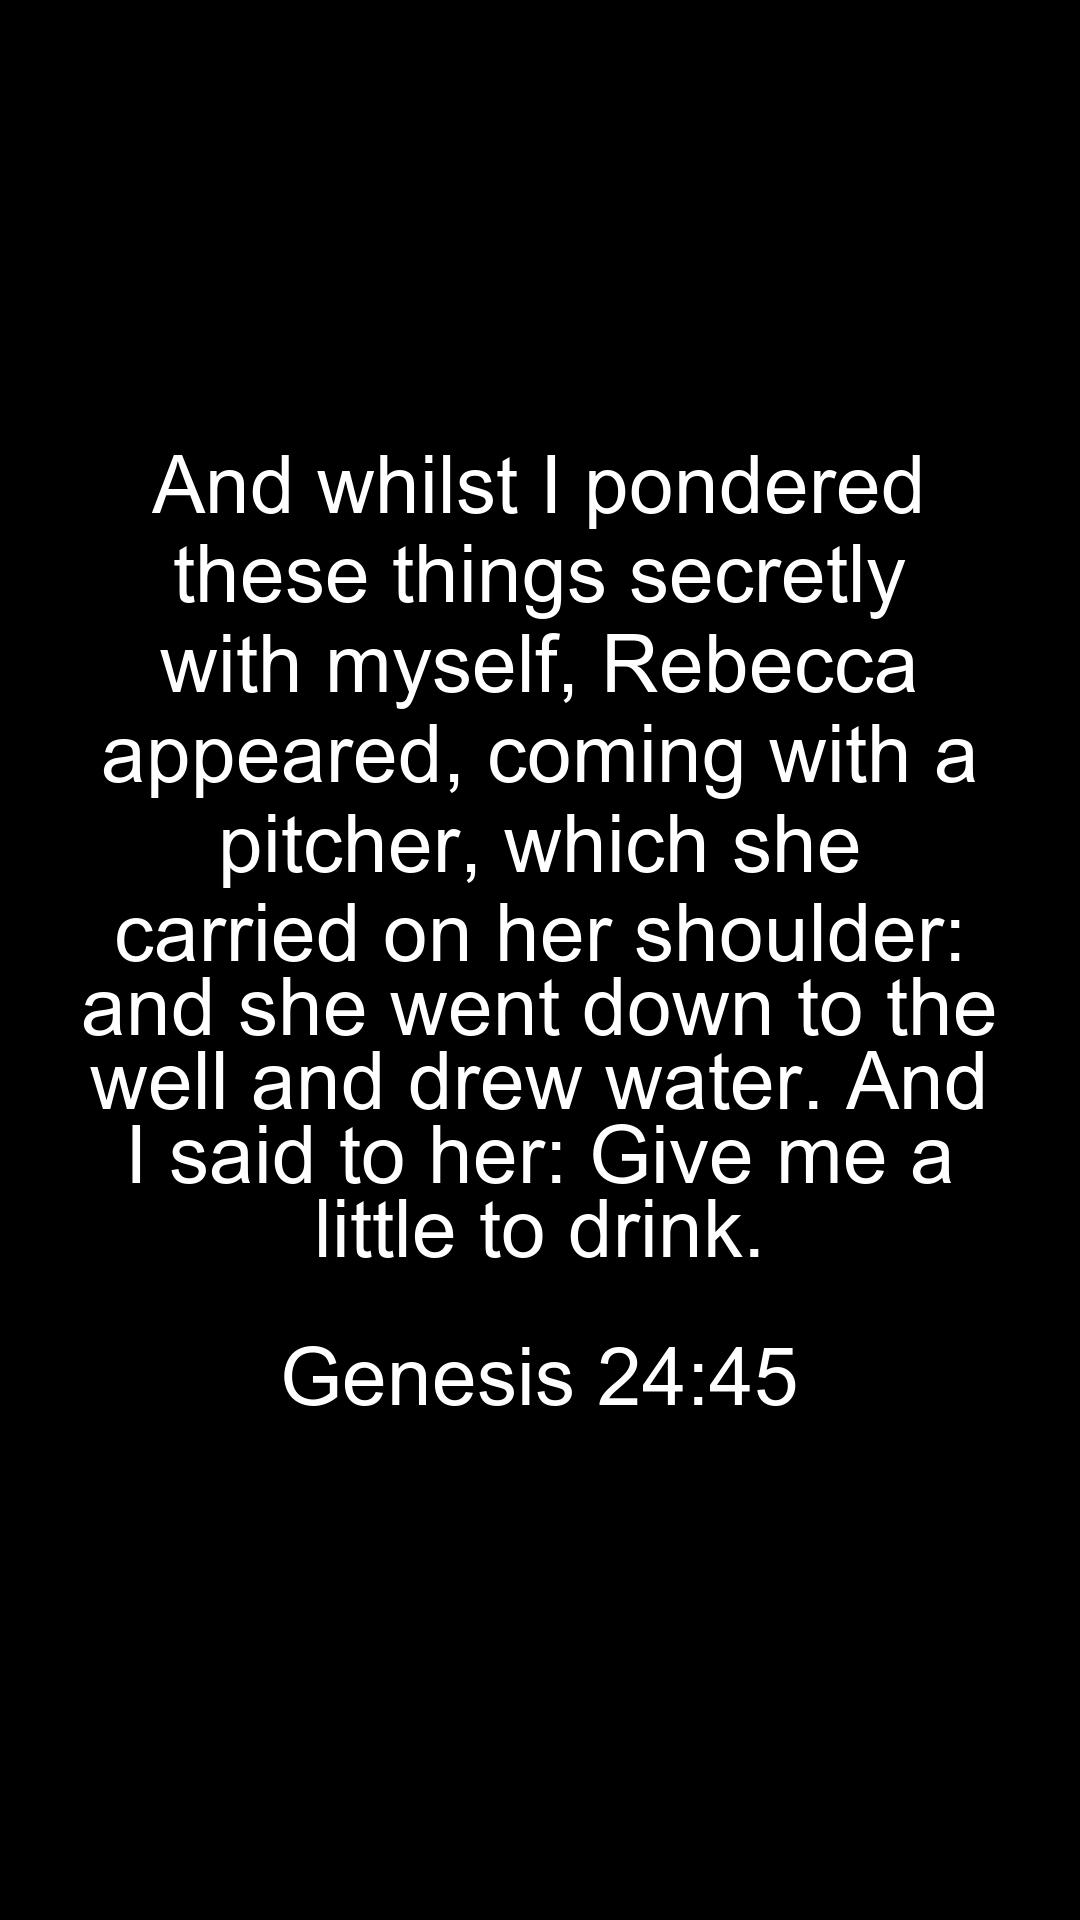 And whilst I pondered
these things secretly
with myself, Rebecca
appeared, coming with a
pitcher, which she
carried on her shoulder:
and she went down to the
well and drew water. And
I said to her: Give me a
little to drink.
Genesis 24:45